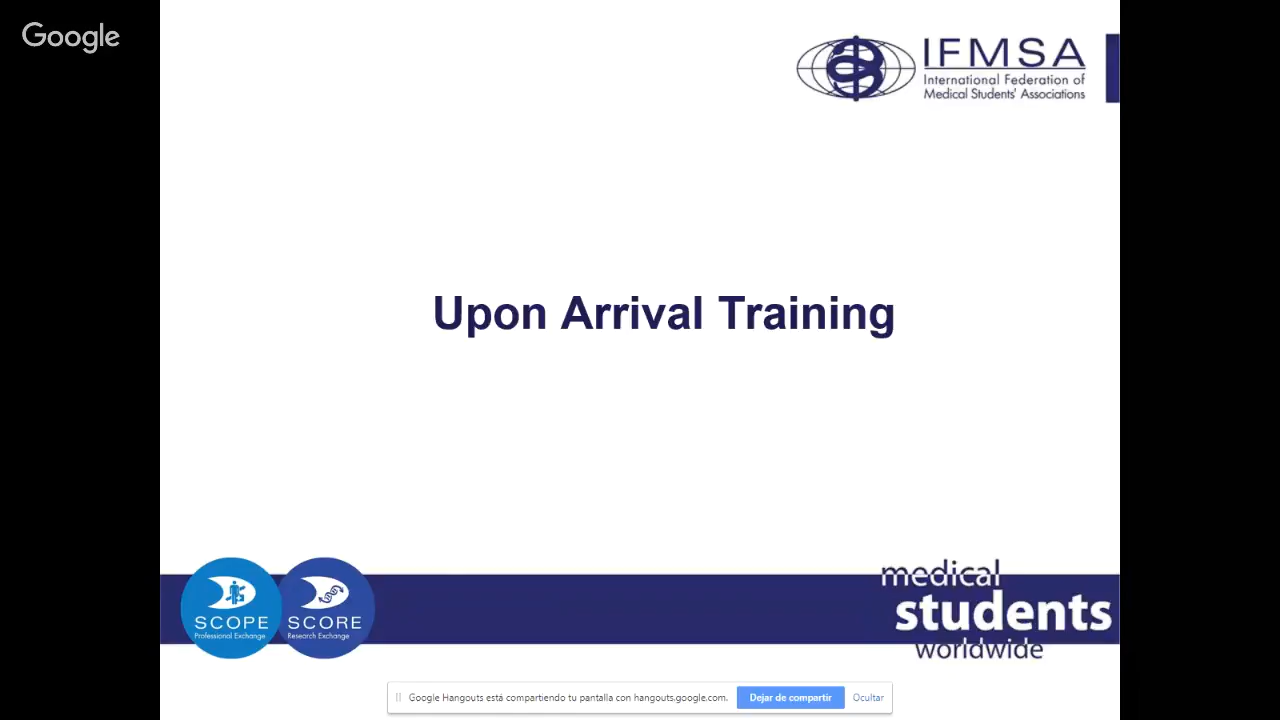 Google
IFMSA
International Federation of
Medical Students' Associations
Upon Arrival Training
SCOPE
Professional Exchange
SCORE
Research Exchange
medical
students
worldwide
Google Hangouts está compartiendo tu pantalla con hangouts.google.com.
Dejar de compartir
Ocultar